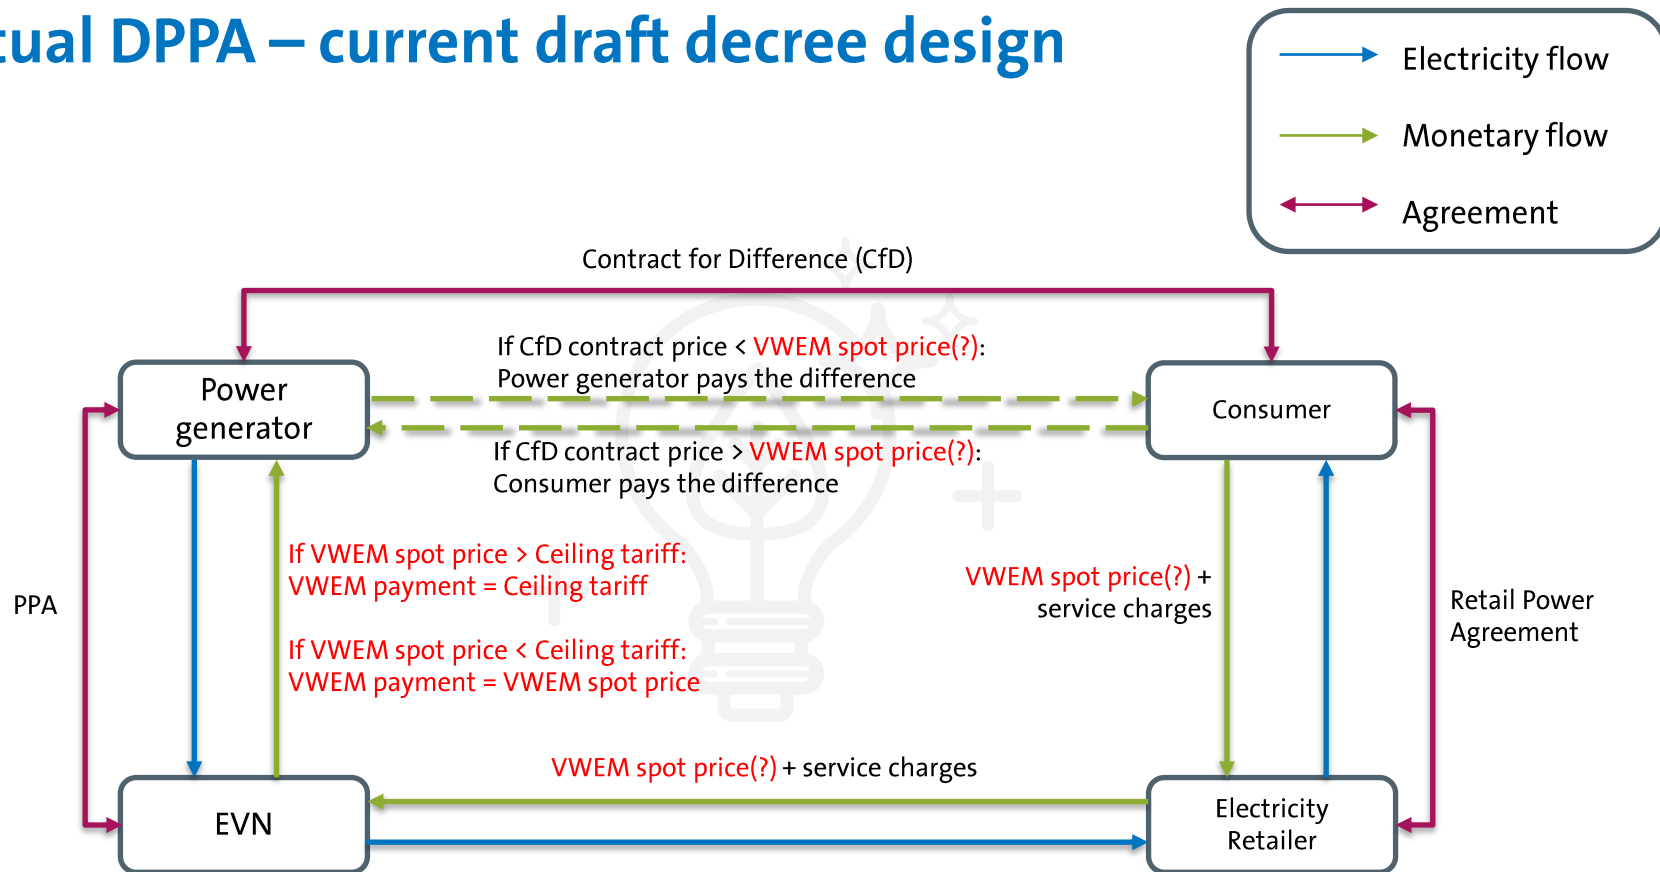 tual DPPA – current draft decree design
Electricity flow
Monetary flow
Agreement
Contract for Difference (CfD)
If CfD contract price < VWEM spot price(?):
Power generator pays the difference
Power
generator
Consumer
If CfD contract price > VWEM spot price(?):
Consumer pays the difference
If VWEM spot price > Ceiling tariff:
VWEM payment = Ceiling tariff
VWEM spot price(?) +
service charges
PPA
Retail Power
Agreement
If VWEM spot price < Ceiling tariff:
VWEM payment = VWEM spot price
VWEM spot price(?) + service charges
EVN
Electricity
Retailer